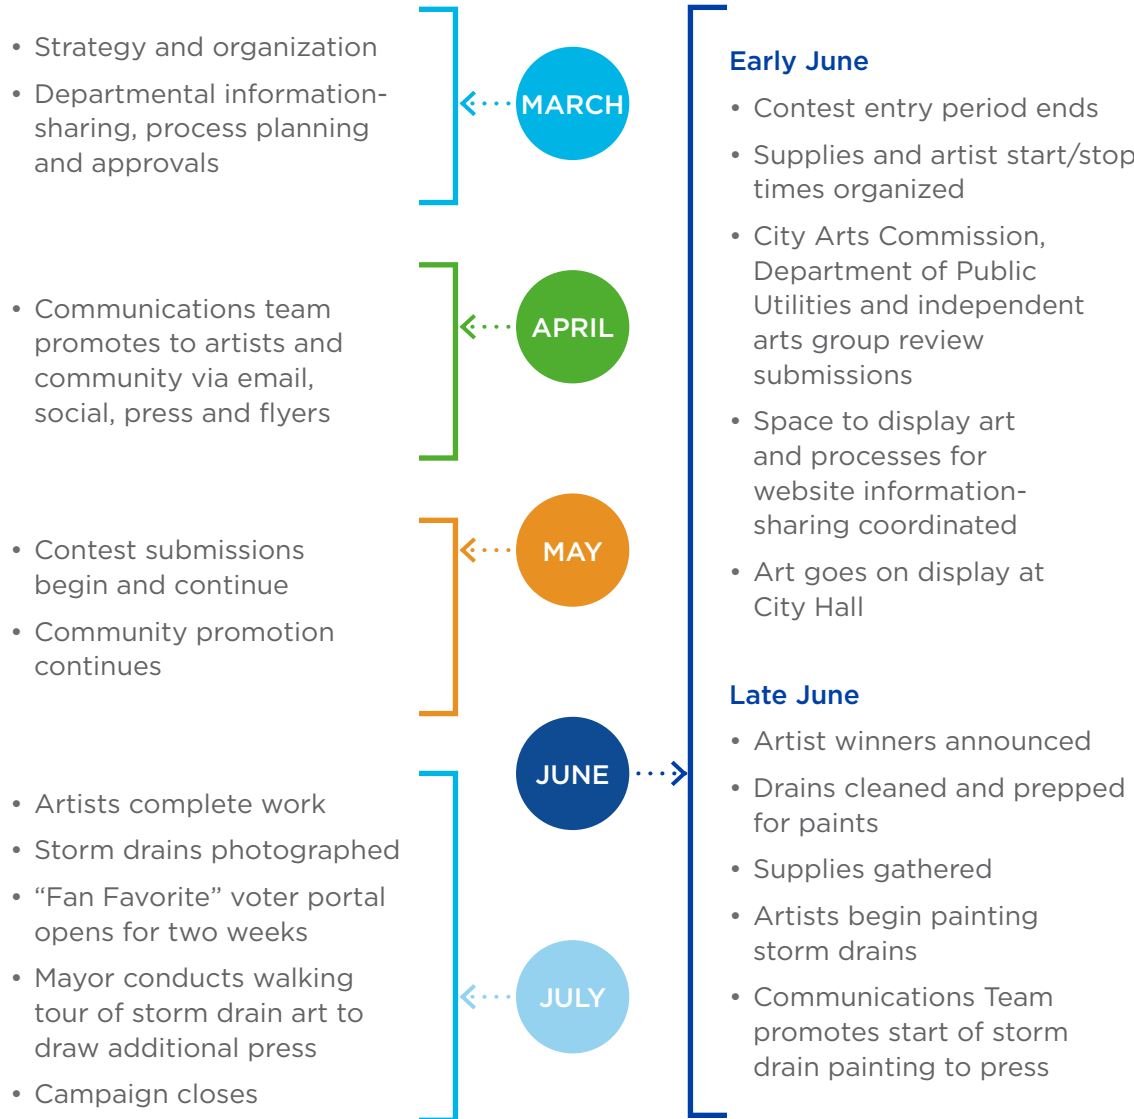 • Strategy and organization
• Departmental information-
sharing, process planning
and approvals
MARCH
• Communications team
promotes to artists and
community via email,
social, press and flyers
APRIL
• Contest submissions
begin and continue
• Community promotion
continues
MAY
JUNE
Early June
• Contest entry period ends
• Supplies and artist start/stop
times organized
• City Arts Commission,
Department of Public
Utilities and independent
arts group review
submissions
• Space to display art
and processes for
website information-
sharing coordinated
• Art goes on display at
City Hall
Late June
• Artist winners announced
• Drains cleaned and prepped
for paints
• Supplies gathered
• Artists begin painting
storm drains
• Communications Team
promotes start of storm
drain painting to press
• Artists complete work
• Storm drains photographed
• “Fan Favorite” voter portal
opens for two weeks
• Mayor conducts walking
tour of storm drain art to
draw additional press
• Campaign closes
JULY